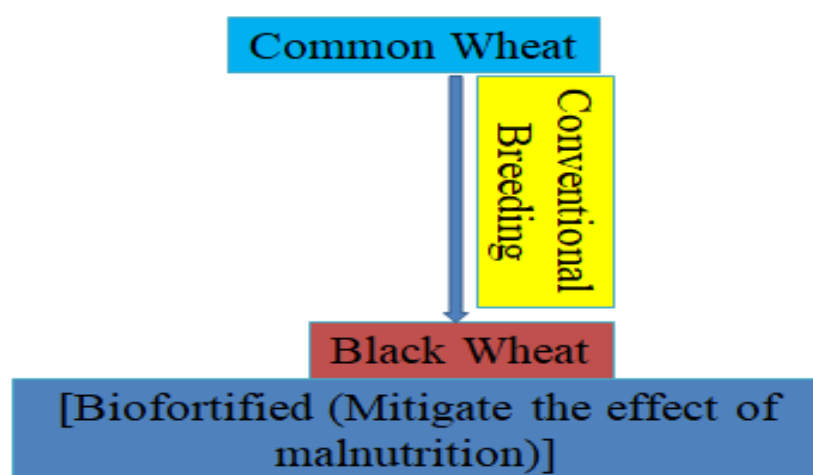 Common Wheat
Conventional
Breeding
Black Wheat
[Biofortified (Mitigate the effect of
malnutrition)]